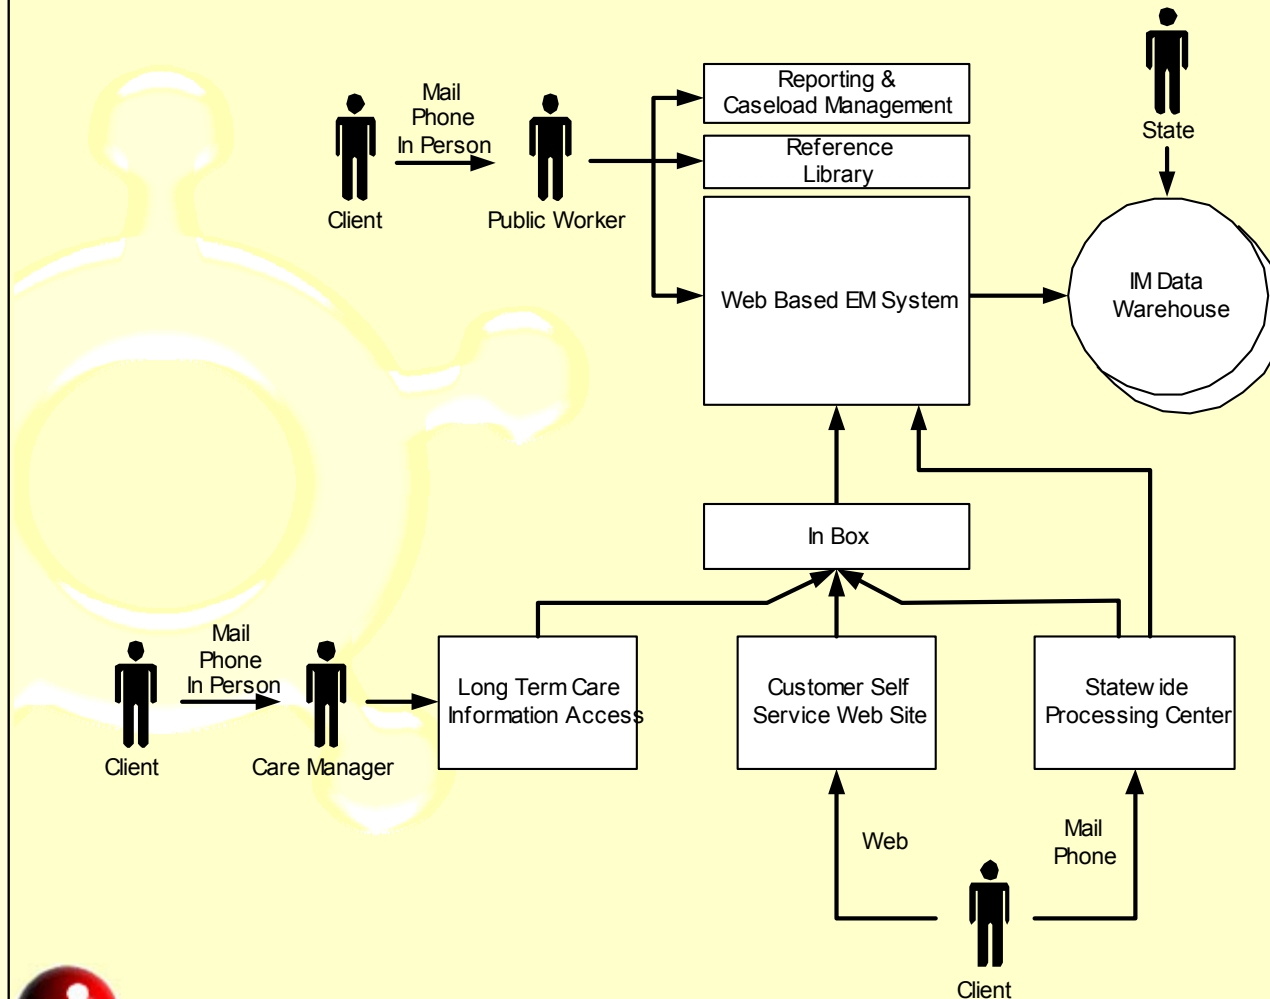 State
Mail
Phone
In Person
Client
Public Worker
Reporting &
Caseload Management
Reference
Library
Web Based EM System
IM Data
Warehouse
In Box
Mail
Phone
In Person
Client
Care Manager
Long Term Care
Information Access
Customer Self
Service Web Site
Statewide
Processing Center
Web
Mail
Phone
Client